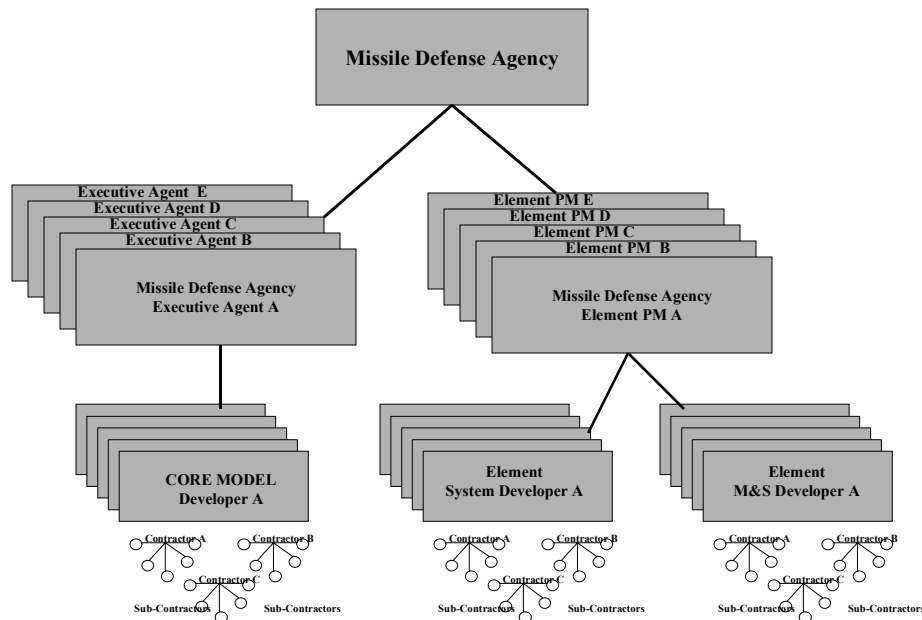 Missile Defense Agency
Executive Agent E
Executive Agent D
Executive Agent C
Executive Agent B
Missile Defense Agency
Executive Agent A
Element PM E
Element PM D
Element PM C
Element PM B
Missile Defense Agency
Element PM A
CORE MODEL
Developer A
Element
System Developer A
Element
M&S Developer A
Contractor A
Contractor B
Contractor C
Sub-Contractors
Sub-Contractors
Contractor A
Contractor B
Contractor C
Sub-Contractors
Sub-Contractors
Contractor A
Contractor B
Contractor C
Sub-Contractors
Sub-Contractors